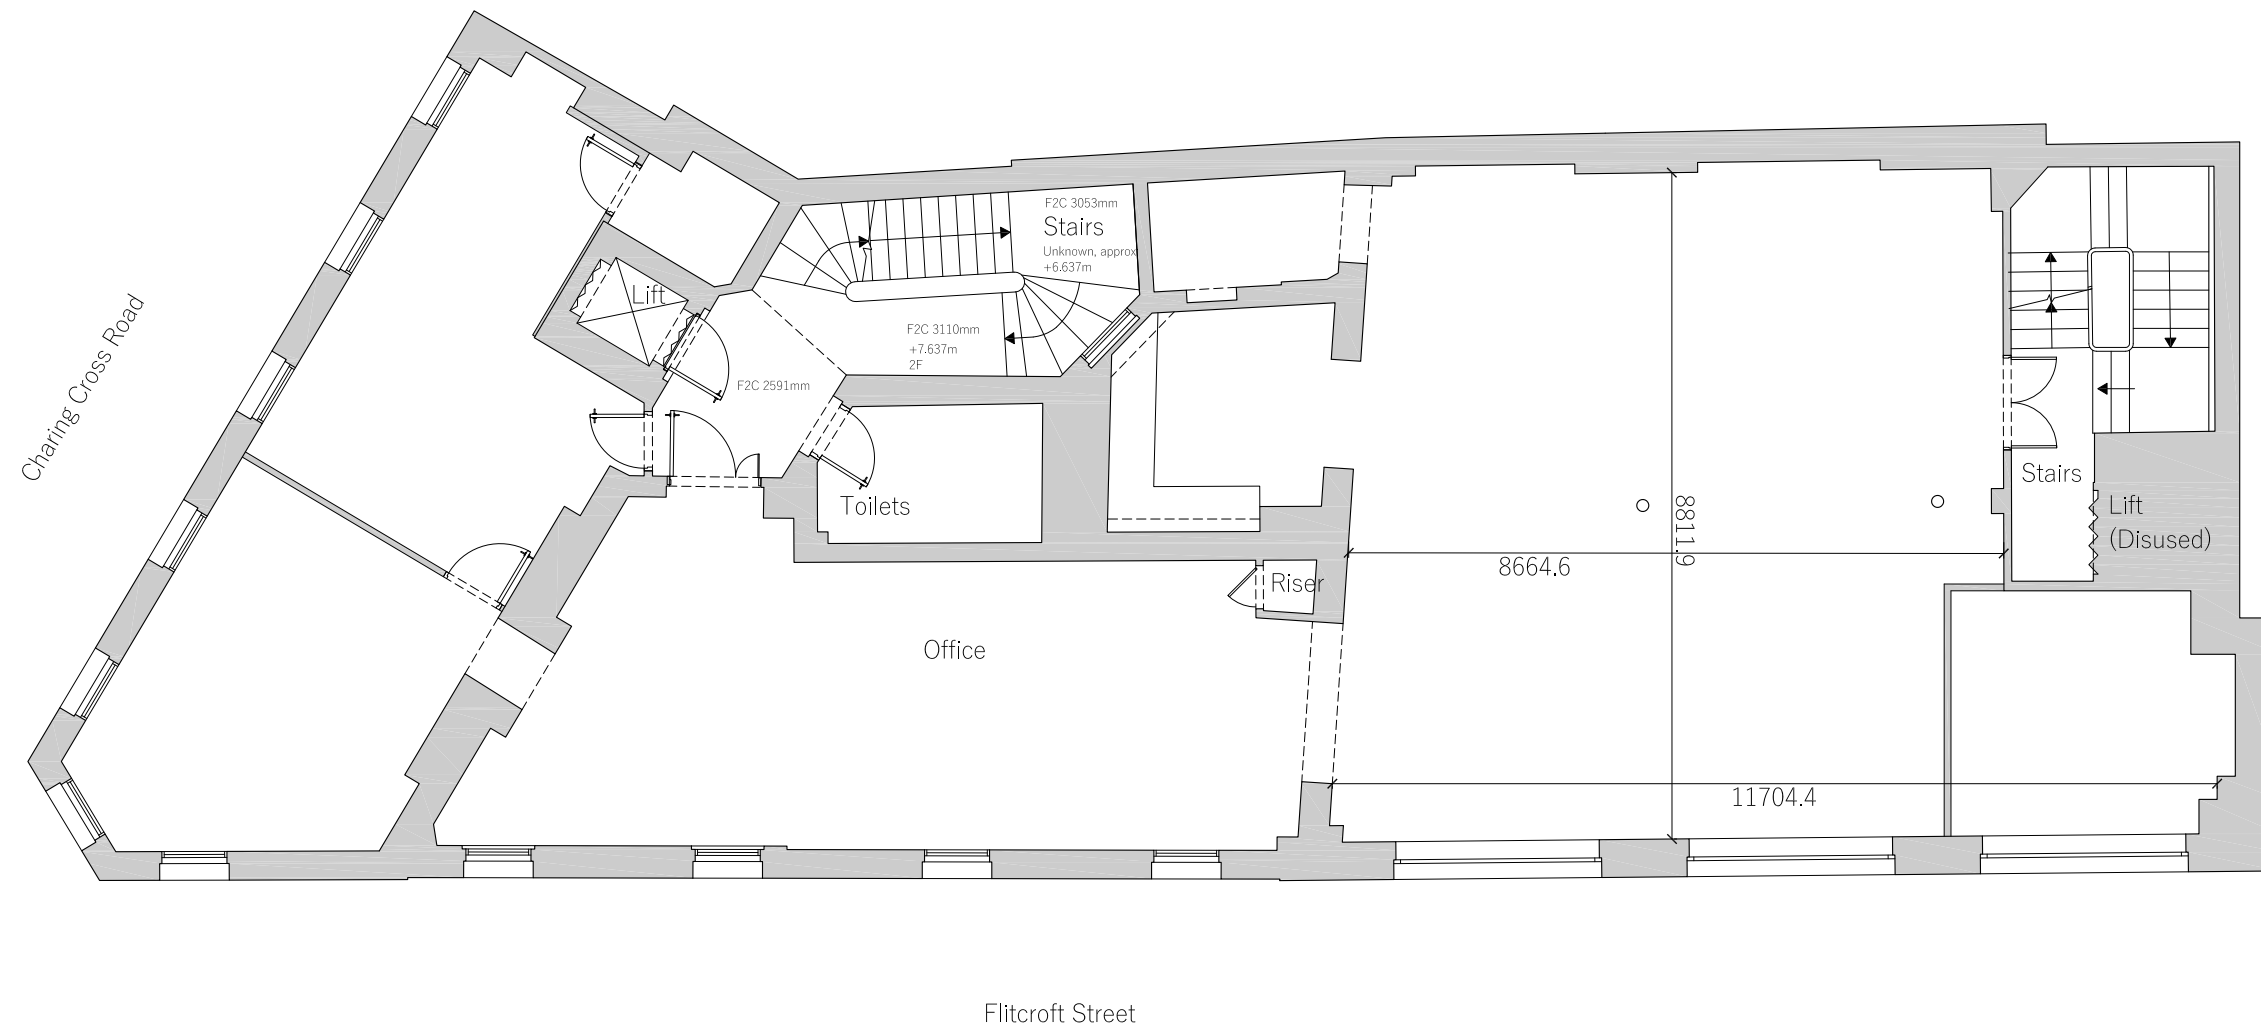 F2C 3053mm
Stairs
Unknown, approx
+6.637m
Lift
Charing Cross Road
F2C 3110mm
+7.637m
2F
F2C 2591mm
Toilets
8811.9
Stairs
Lift
(Disused)
8664.6
Riser
Office
11704.4
Flitcroft Street